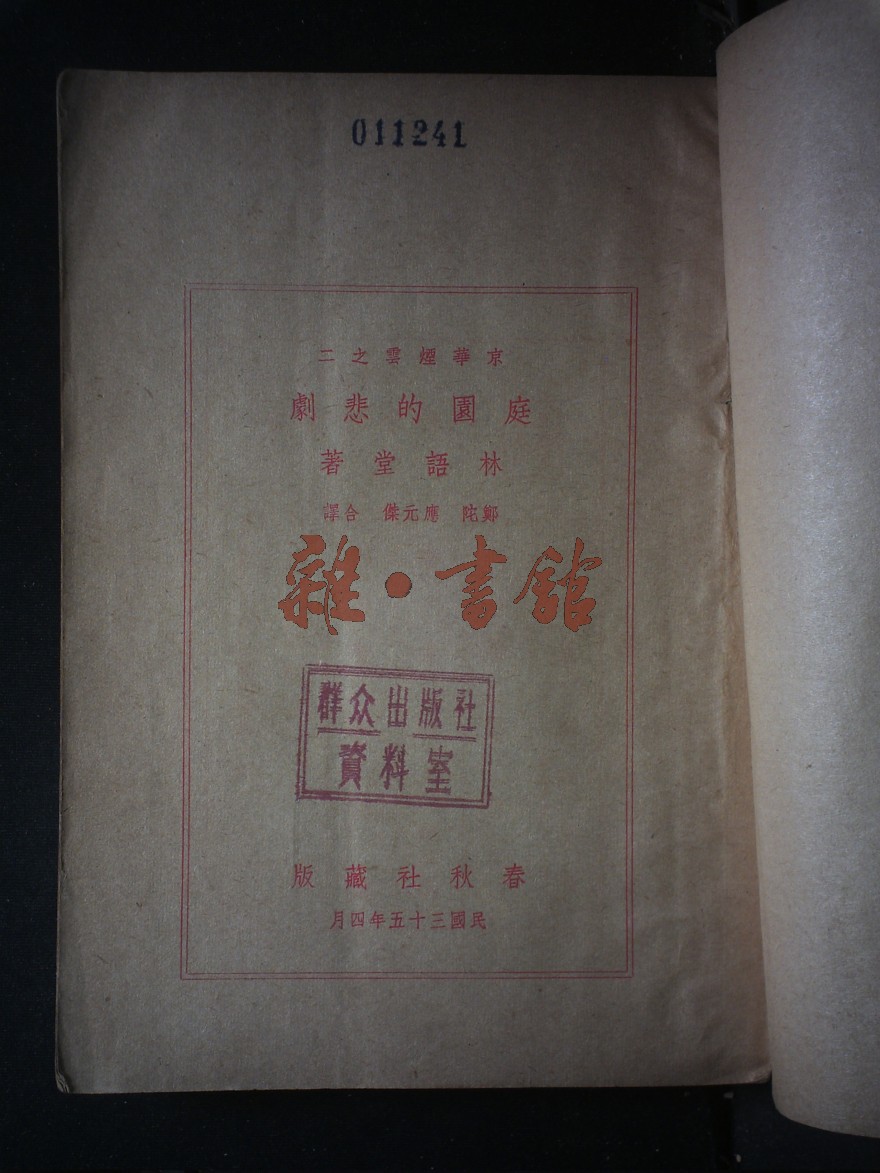 011241
京華煙雲之二
庭園的悲劇
林語堂著
鄭陀 應元傑 合譯
雜·書館
群众出版社
資料室
春秋社藏版
民國三十五年四月